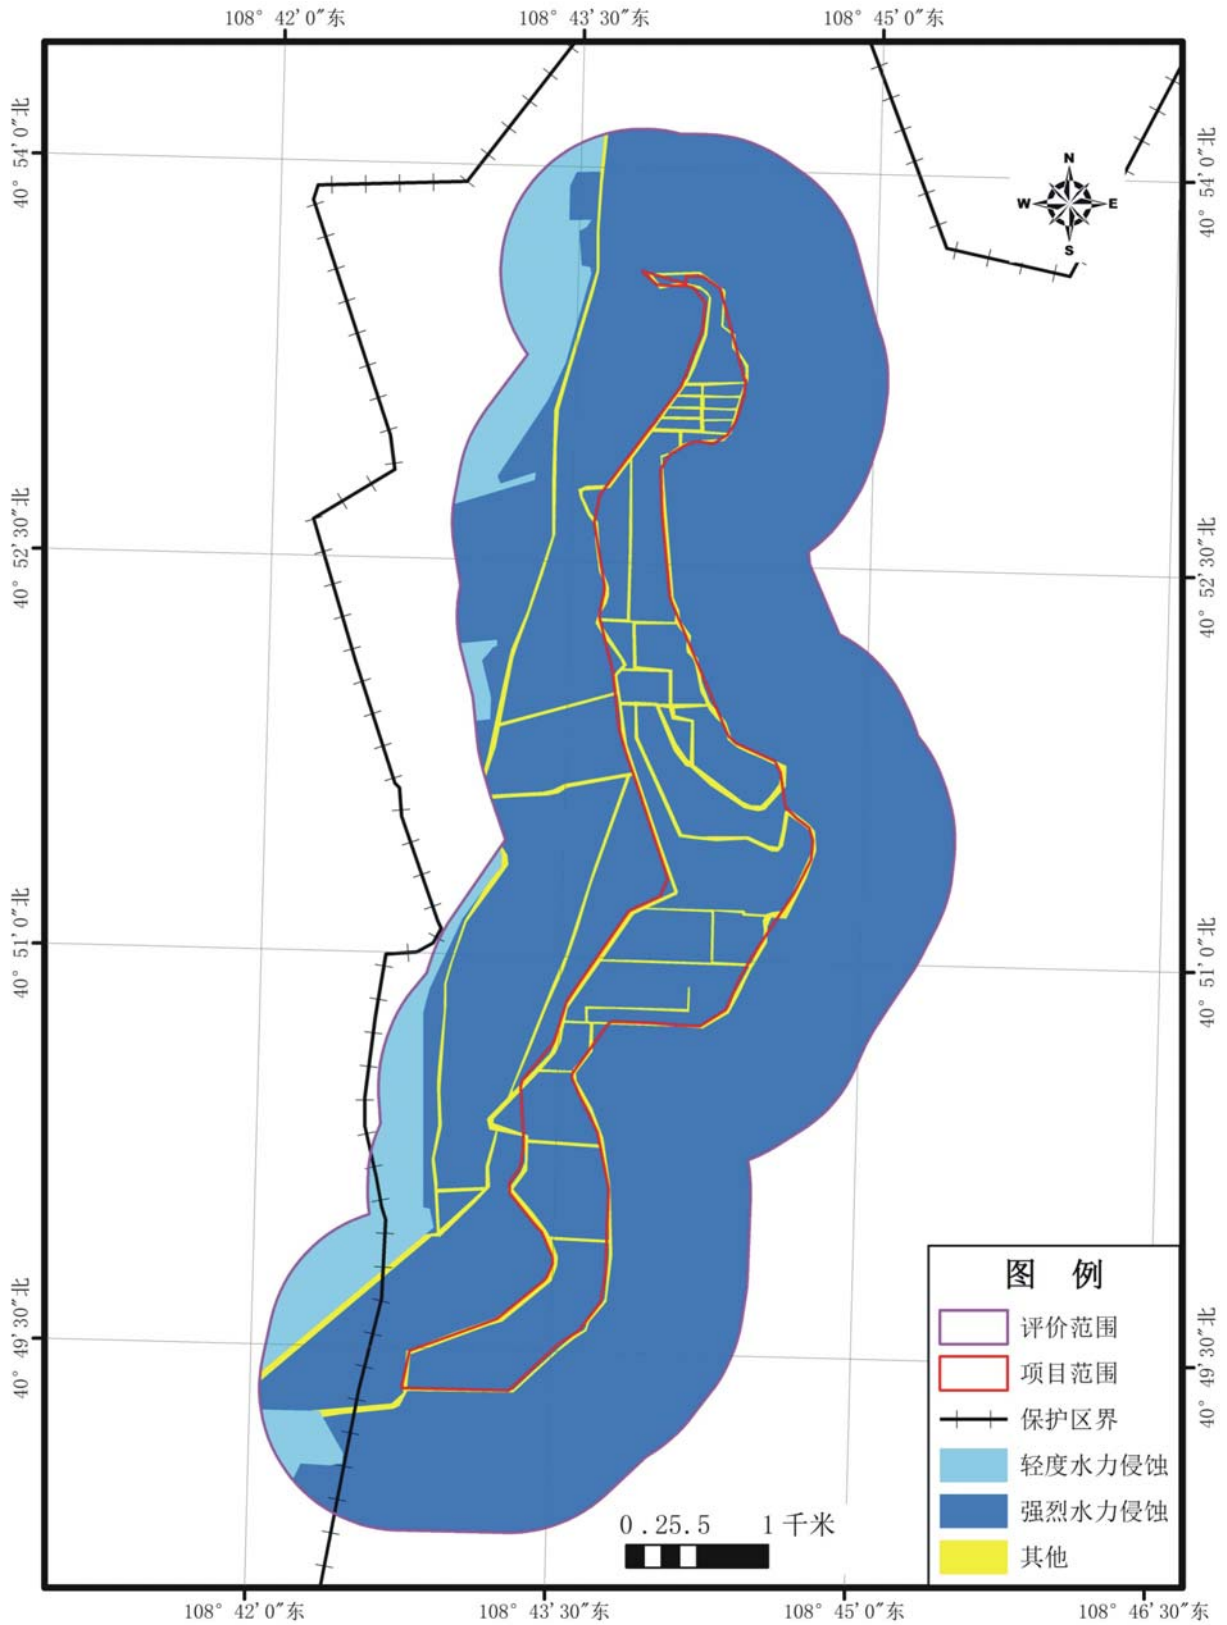 108° 42′0″东
108° 43′30″东
108° 45′0″东
40° 54′0″北
40° 54′0″北
N
W
E
S
40° 52′30″北
40° 52′30″北
40° 51′0″北
40° 51′0″北
40° 49′30″北
40° 49′30″北
图 例
评价范围
项目范围
保护区界
轻度水力侵蚀
强烈水力侵蚀
其他
0.25.5 1千米
108° 42′0″东
108° 43′30″东
108° 45′0″东
108° 46′30″东